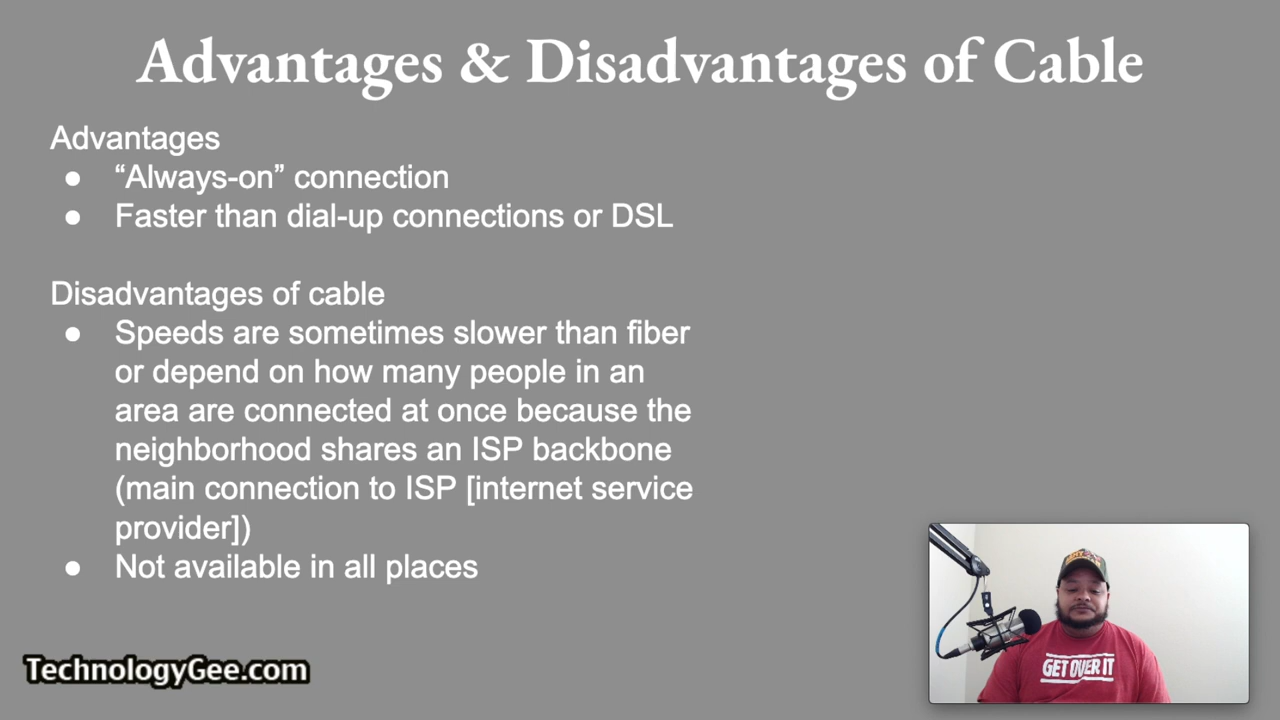 Advantages & Disadvantages of Cable
Advantages
● “Always-on” connection
● Faster than dial-up connections or DSL
Disadvantages of cable
● Speeds are sometimes slower than fiber
or depend on how many people in an
area are connected at once because the
neighborhood shares an ISP backbone
(main connection to ISP [internet service
provider])
● Not available in all places
GET OVER IT
TechnologyGee.com